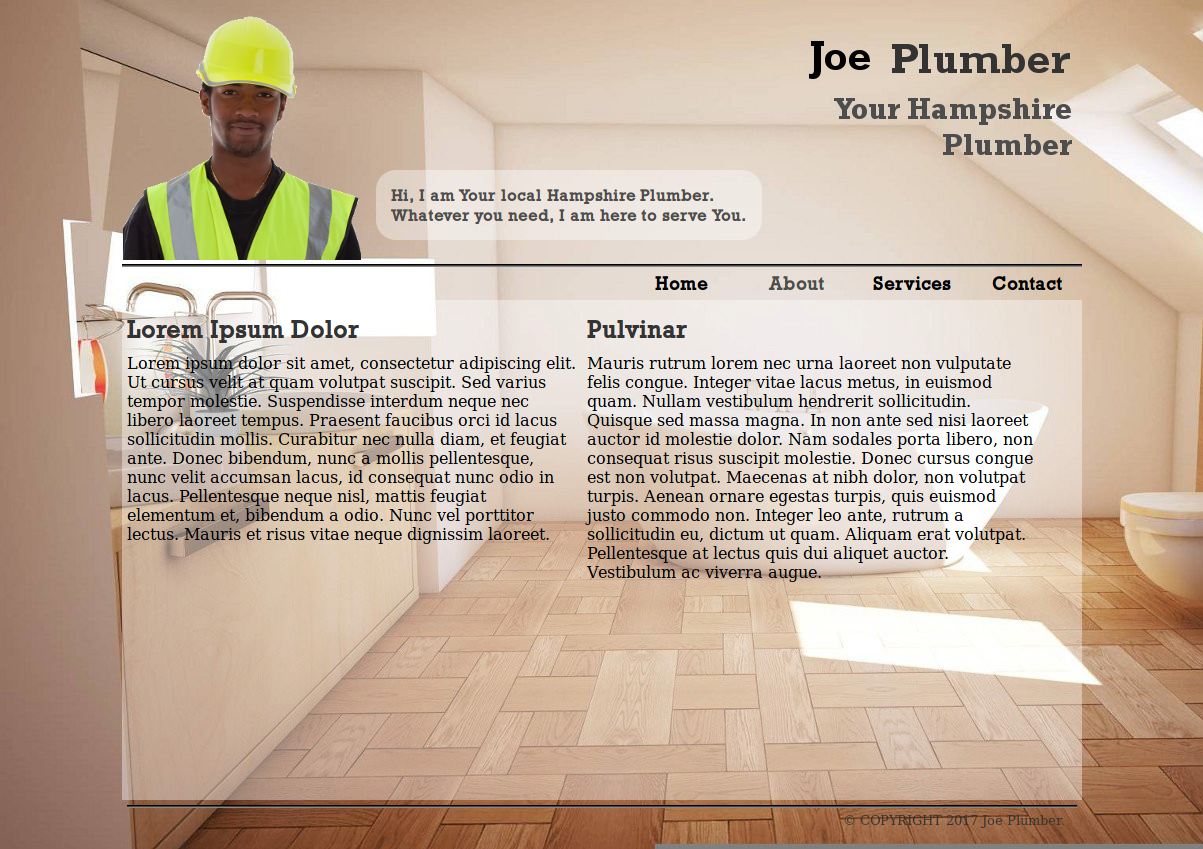 Joe Plumber
Your Hampshire
Plumber
Hi, I am Your local Hampshire Plumber.
Whatever you need, I am here to serve You.
Home About Services Contact
Lorem Ipsum Dolor
Lorem ipsum dolor sit amet, consectetur adipiscing elit.
Ut cursus velit at quam volutpat suscipit. Sed varius
tempor molestie. Suspendisse interdum neque nec
libero laoreet tempus. Praesent faucibus orci id lacus
sollicitudin mollis. Curabitur nec nulla diam, et feugiat
ante. Donec bibendum, nunc a mollis pellentesque,
nunc velit accumsan lacus, id consequat nunc odio in
lacus. Pellentesque neque nisl, mattis feugiat
elementum et, bibendum a odio. Nunc vel porttitor
lectus. Mauris et risus vitae neque dignissim laoreet.
Pulvinar
Mauris rutrum lorem nec urna laoreet non vulputate
felis congue. Integer vitae lacus metus, in euismod
quam. Nullam vestibulum hendrerit sollicitudin.
Quisque sed massa magna. In non ante sed nisi laoreet
auctor id molestie dolor. Nam sodales porta libero, non
consequat risus suscipit molestie. Donec cursus congue
est non volutpat. Maecenas at nibh dolor, non volutpat
turpis. Aenean ornare egestas turpis, quis euismod
justo commodo non. Integer leo ante, rutrum a
sollicitudin eu, dictum ut quam. Aliquam erat volutpat.
Pellentesque at lectus quis dui aliquet auctor.
Vestibulum ac viverra augue.
© COPYRIGHT 2017 Joe Plumber.